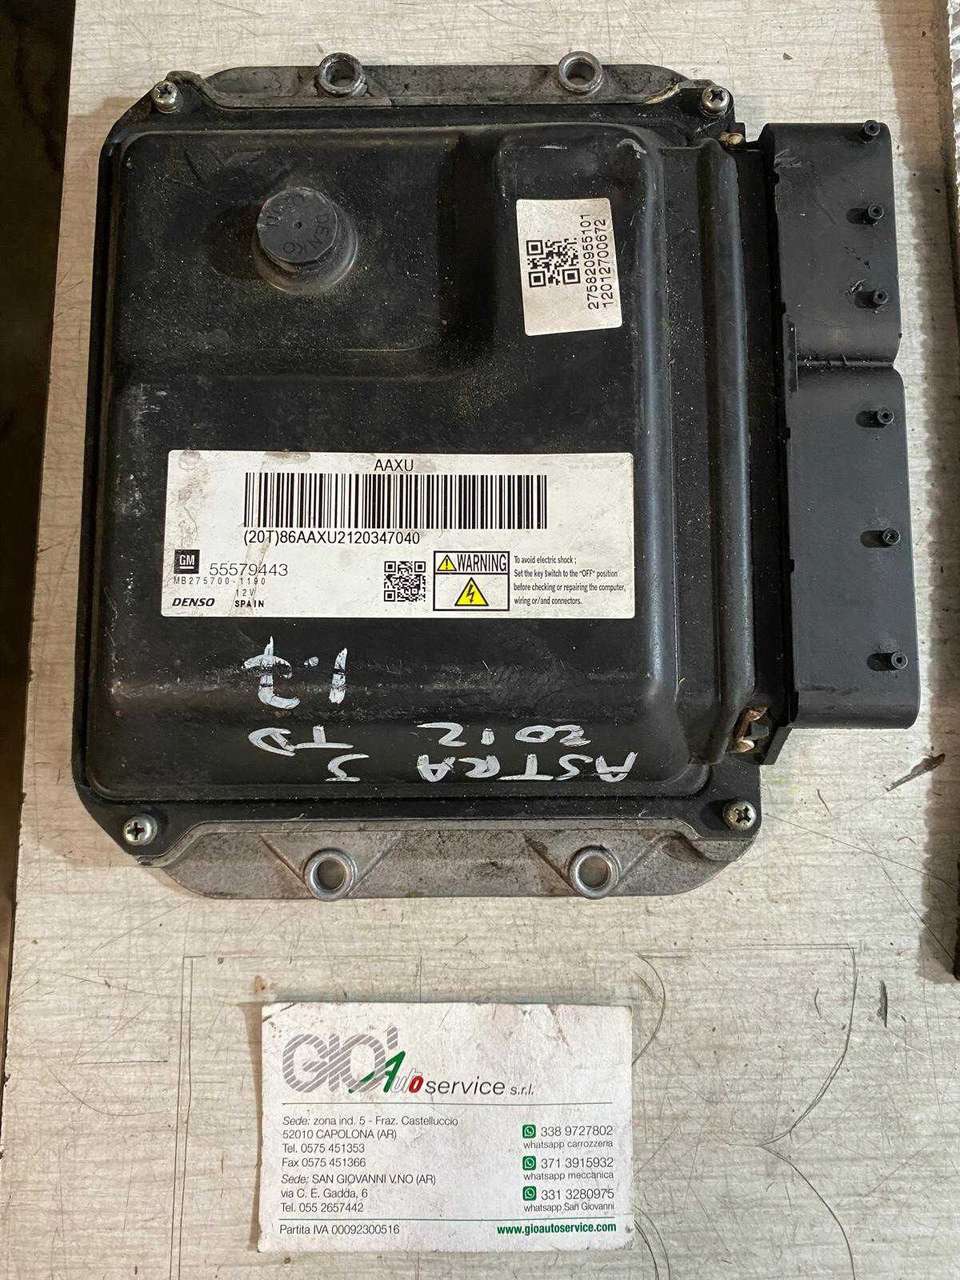 275820955101
12012700672
AAXU
(20T)86AAXU2120347040
GM
55579443
MB275700-1190
12V
DENSO
SPAIN
WARNING
To avoid electric shock ;
Set the key switch to the "OFF" position
before checking or repairing the computer,
wiring or/and connectors.
ASTRA S
2012 TD
1.7
GIO' Auto service s.r.l.
Sede: zona ind. 5 - Fraz. Castelluccio
52010 CAPOLONA (AR)
Tel. 0575 451353
Fax 0575 451366
Sede: SAN GIOVANNI V.NO (AR)
via C. E. Gadda, 6
Tel. 055 2657442
Partita IVA 00092300516
338 9727802
whatsapp carrozzeria
371 3915932
whatsapp meccanica
331 3280975
whatsapp San Giovanni
www.gioautoservice.com